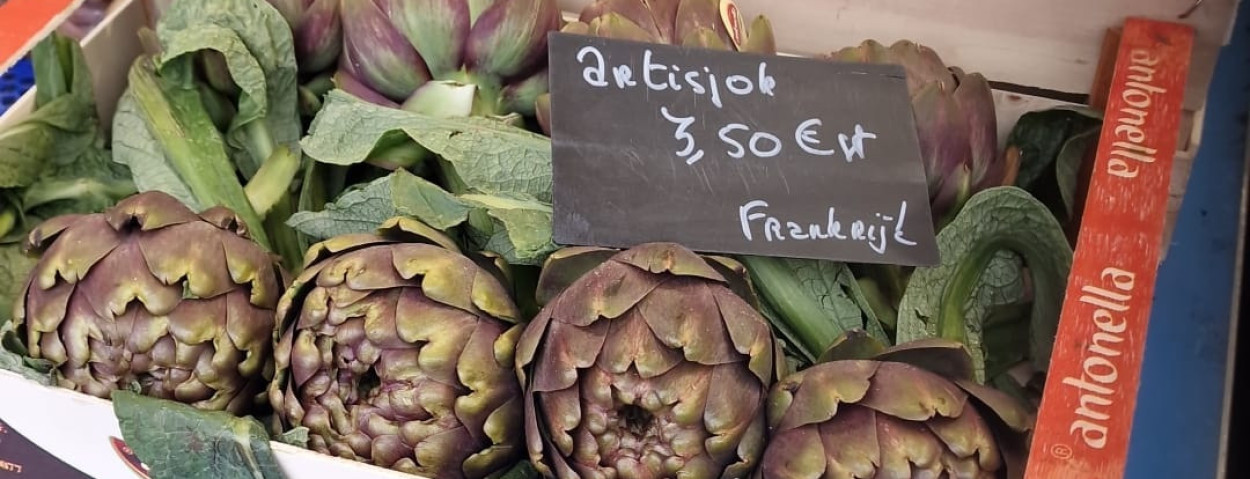 artisjok
3,50 € st
Frankrijk
antonella
antonella
®